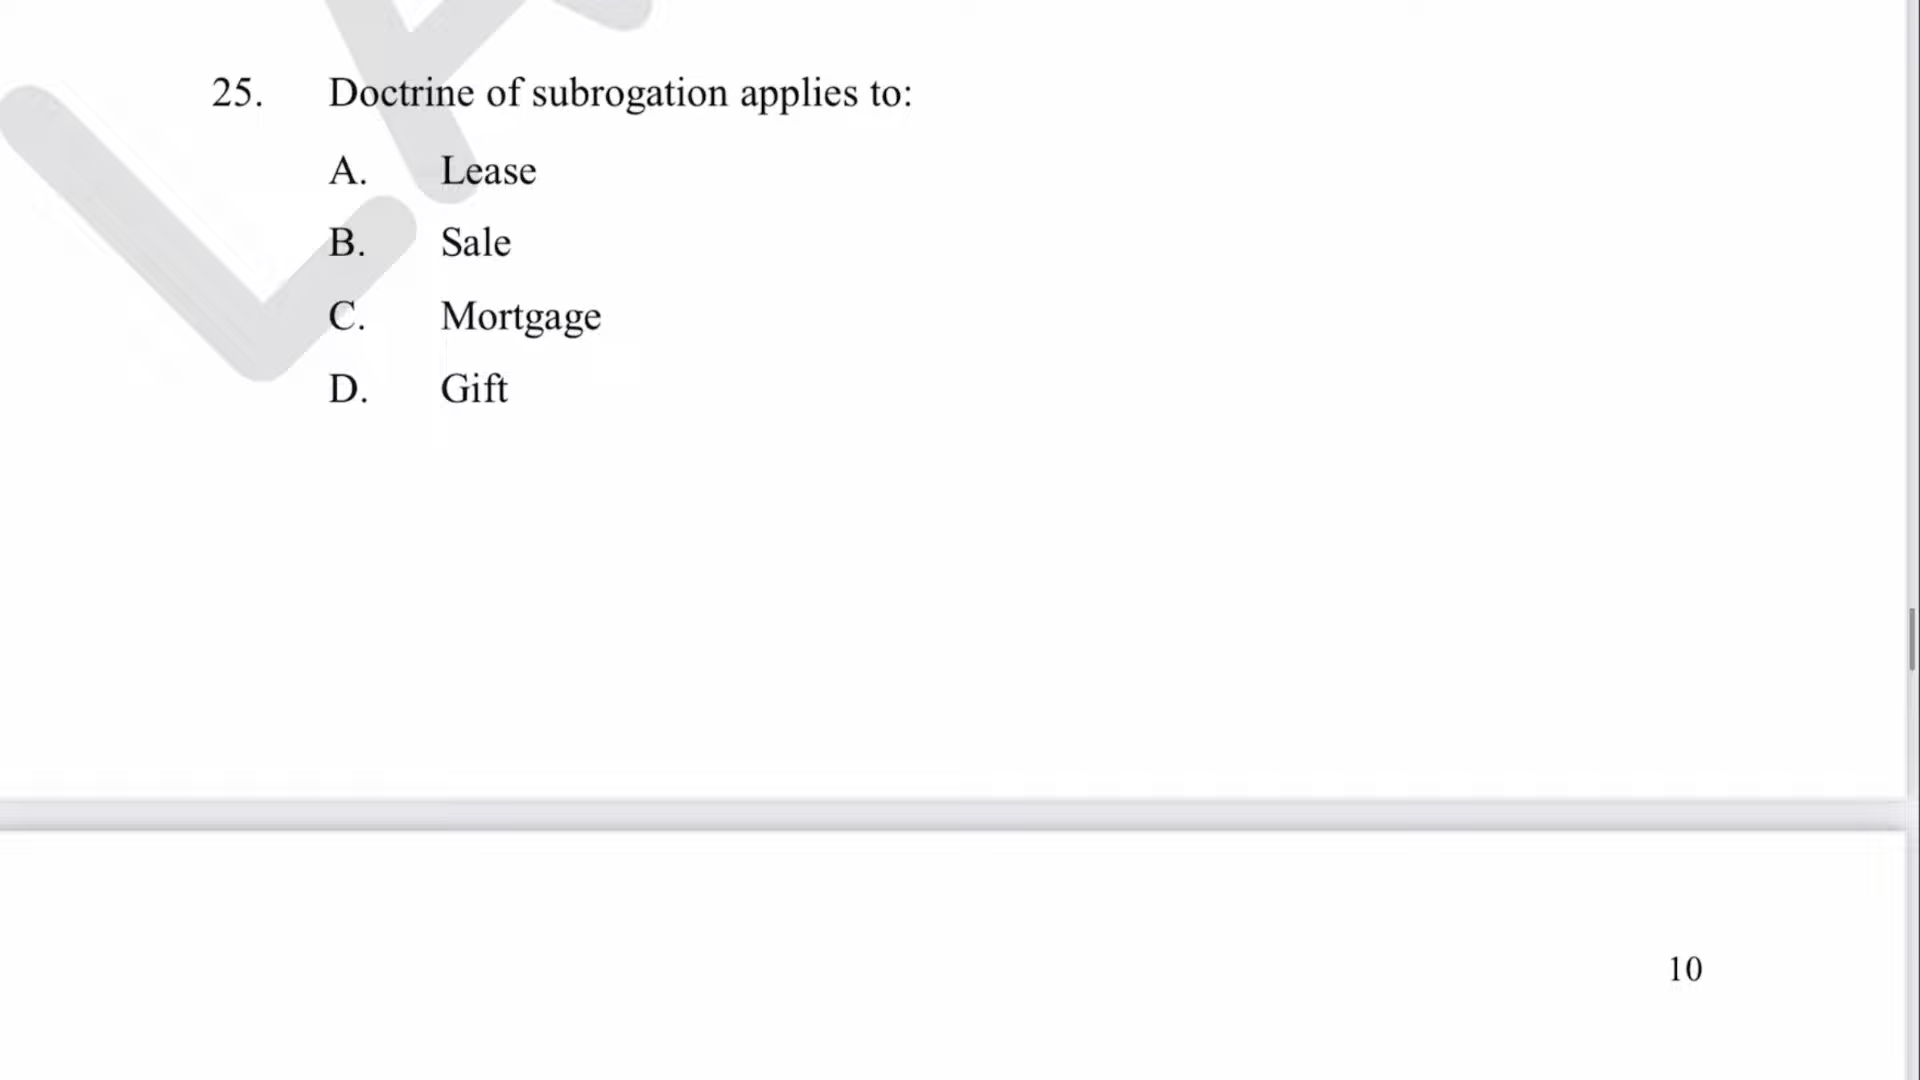 25. Doctrine of subrogation applies to:
A. Lease
B. Sale
C. Mortgage
D. Gift
10